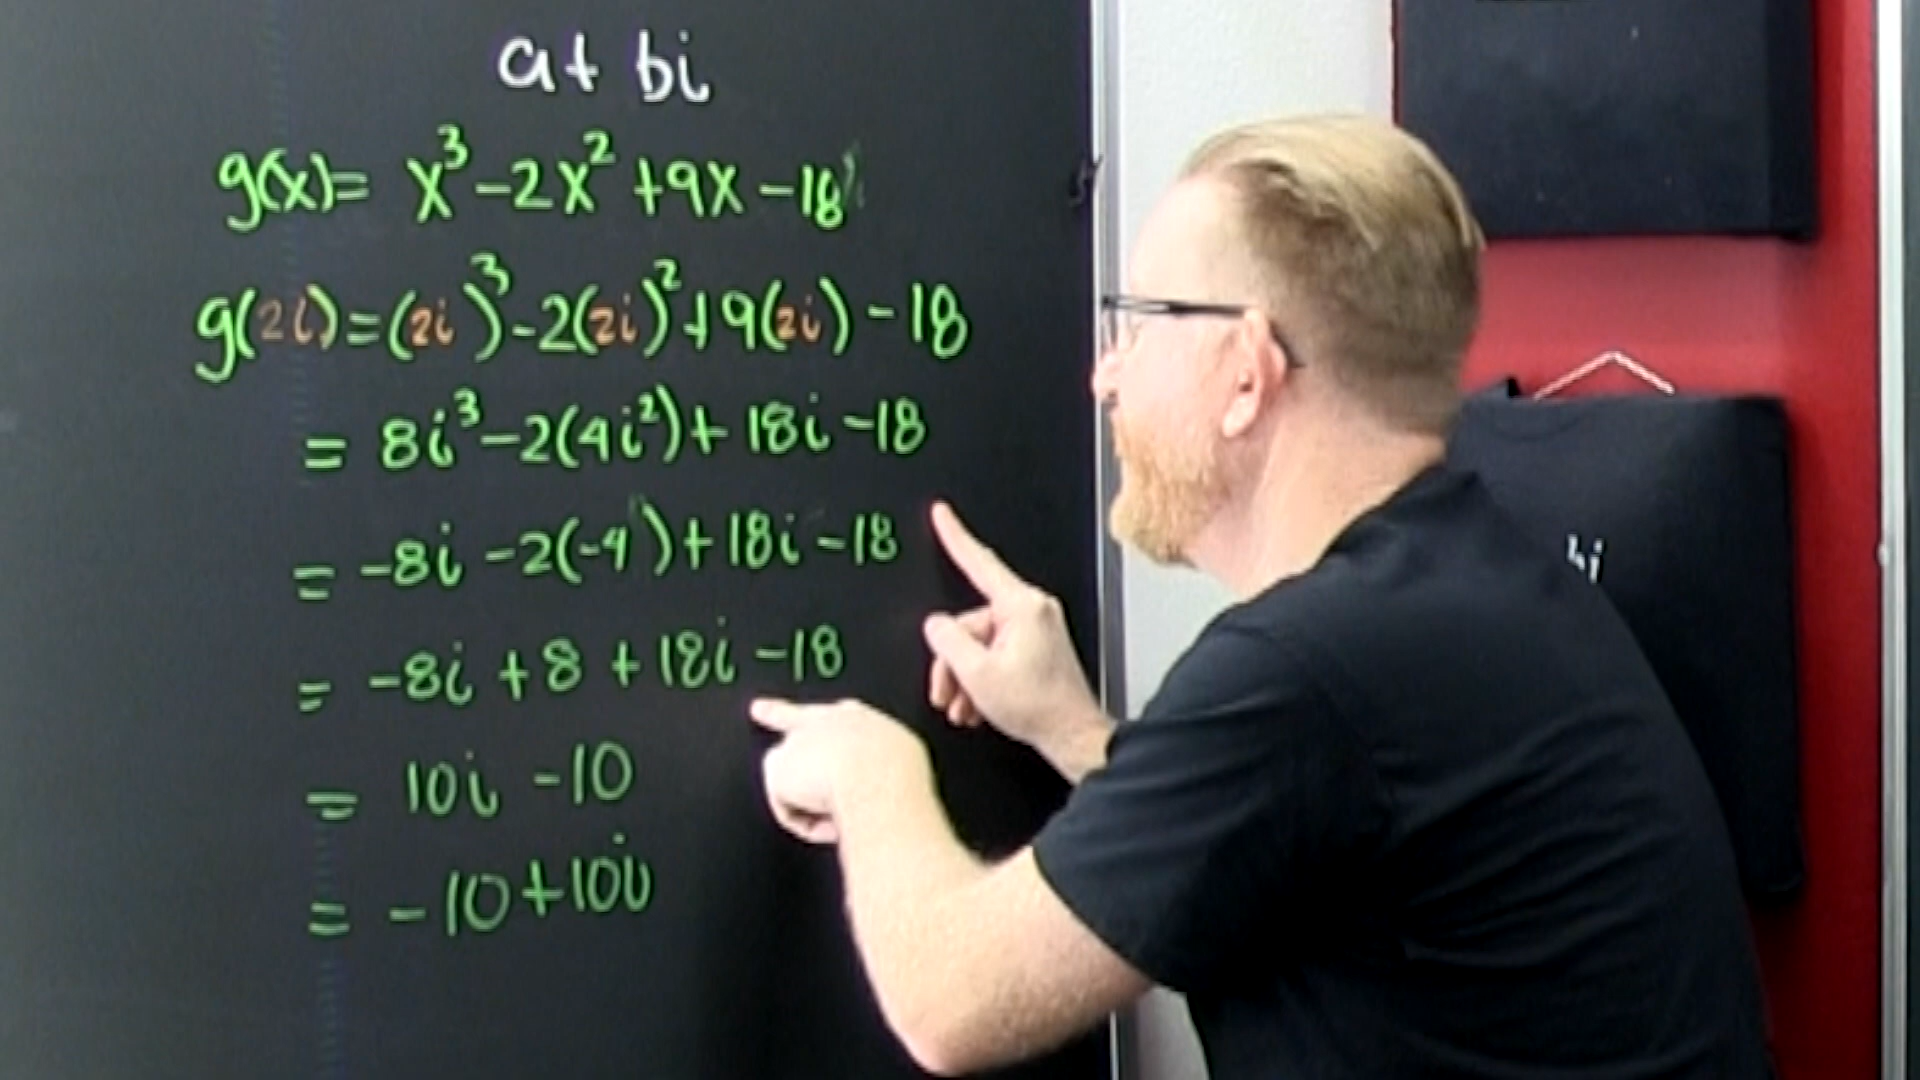 a+ bi
g(x)= x³-2x²+9x-18
g(2i)=(2i)³-2(2i)²+9(2i)-18
= 8i³-2(4i²)+18i-18
= -8i-2(-4)+18i-18
= -8i+8+18i-18
= 10i-10
= -10+10i
bi